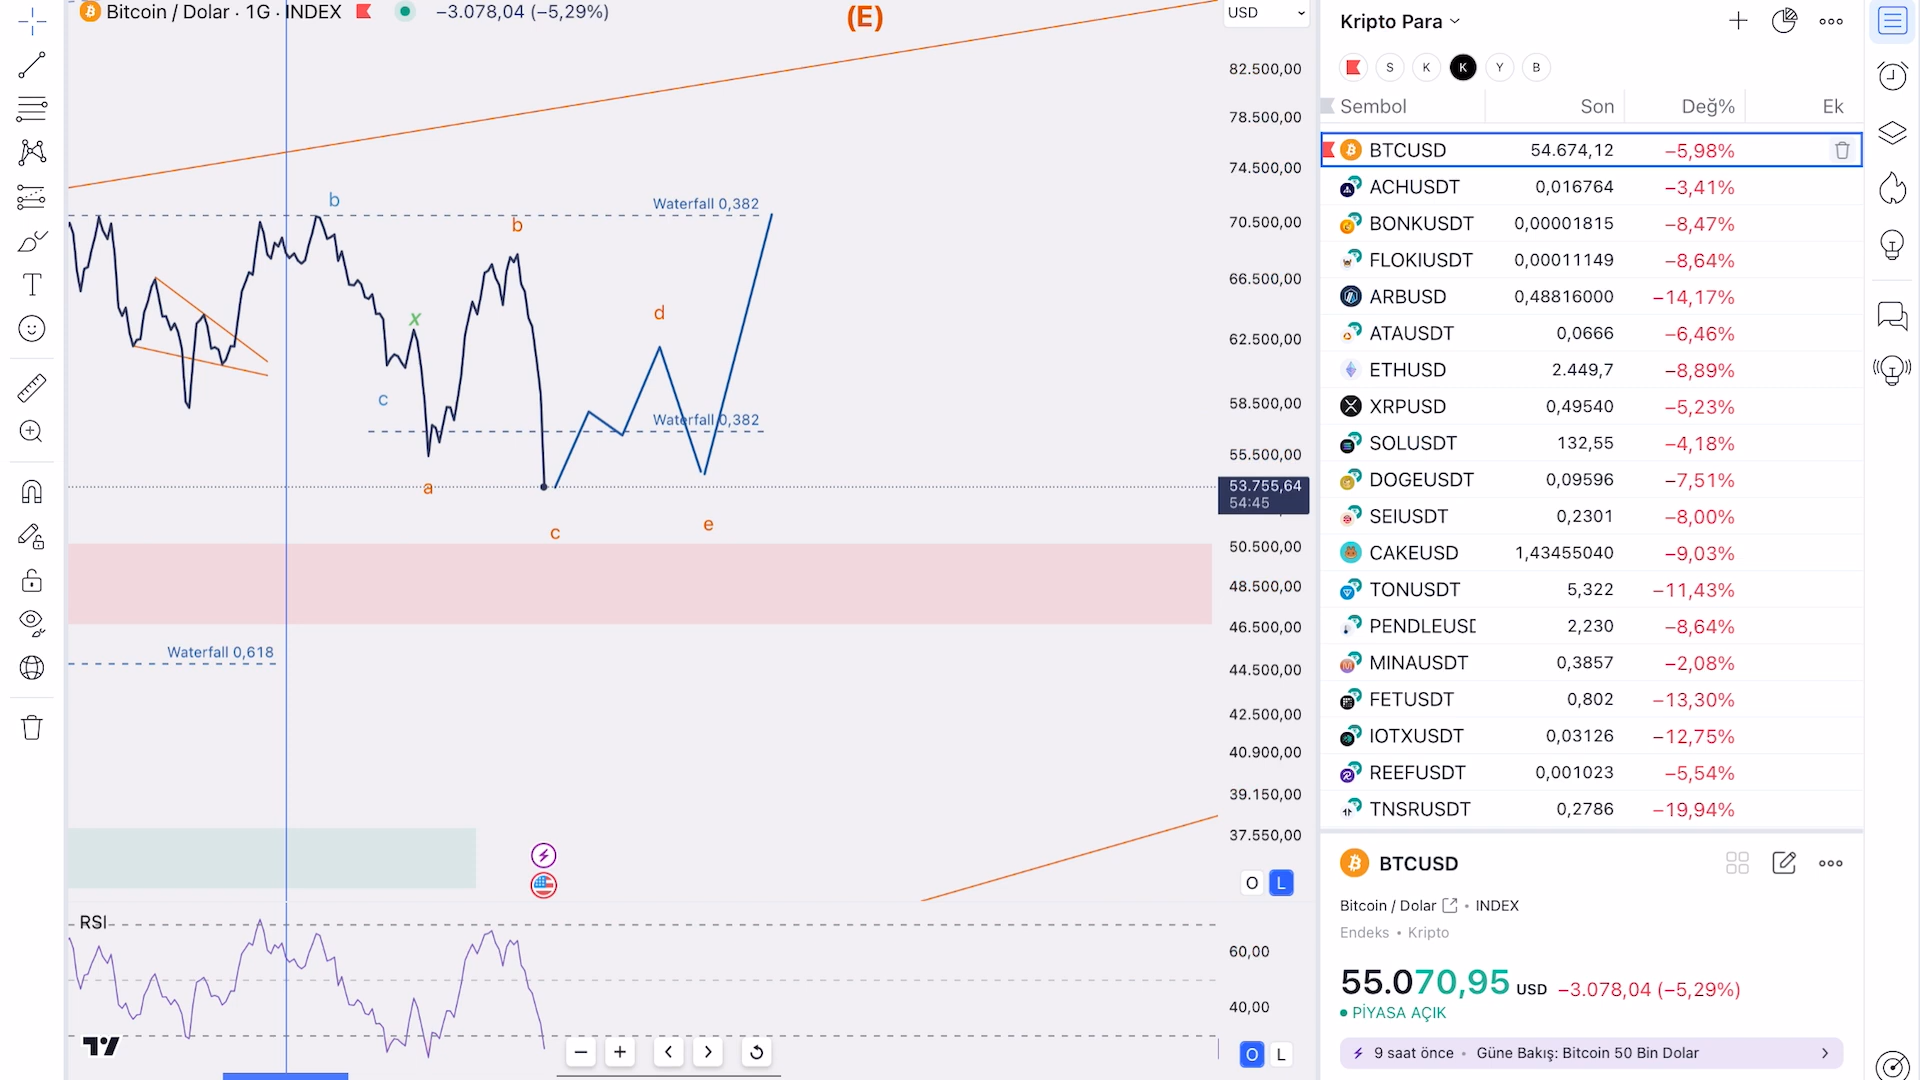 Bitcoin / Dolar · 1G · INDEX −3.078,04 (−5,29%)
(E)
USD
82.500,00
78.500,00
74.500,00
70.500,00
66.500,00
62.500,00
58.500,00
55.500,00
53.755,64
54:45
50.500,00
48.500,00
46.500,00
44.500,00
42.500,00
40.900,00
39.150,00
37.550,00
b
Waterfall 0,382
b
x
d
c
Waterfall 0,382
a
c
e
Waterfall 0,618
O L
RSI
60,00
40,00
O L
Kripto Para
S K K Y B
Sembol Son Değ% Ek
BTCUSD 54.674,12 −5,98%
ACHUSDT 0,016764 −3,41%
BONKUSDT 0,00001815 −8,47%
FLOKIUSDT 0,00011149 −8,64%
ARBUSD 0,48816000 −14,17%
ATAUSDT 0,0666 −6,46%
ETHUSD 2.449,7 −8,89%
XRPUSD 0,49540 −5,23%
SOLUSDT 132,55 −4,18%
DOGEUSDT 0,09596 −7,51%
SEIUSDT 0,2301 −8,00%
CAKEUSD 1,43455040 −9,03%
TONUSDT 5,322 −11,43%
PENDLEUSD 2,230 −8,64%
MINAUSDT 0,3857 −2,08%
FETUSDT 0,802 −13,30%
IOTXUSDT 0,03126 −12,75%
REEFUSDT 0,001023 −5,54%
TNSRUSDT 0,2786 −19,94%
BTCUSD
Bitcoin / Dolar • INDEX
Endeks • Kripto
55.070,95 USD −3.078,04 (−5,29%)
PİYASA AÇIK
9 saat önce • Güne Bakış: Bitcoin 50 Bin Dolar